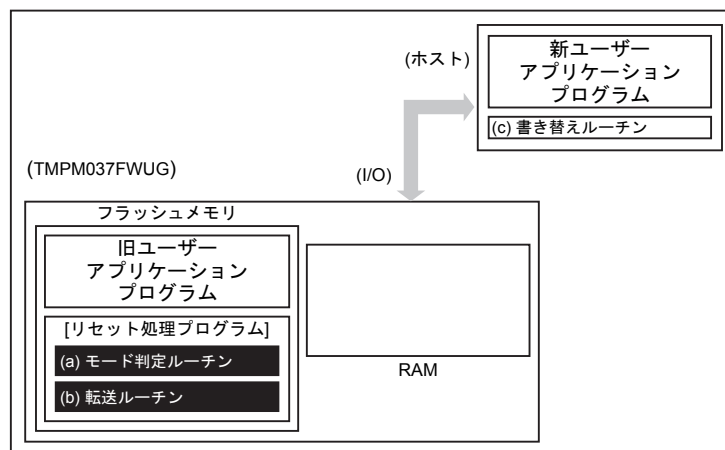 (ホスト)
新ユーザー
アプリケーション
プログラム
(c) 書き替えルーチン
(TMPM037FWUG)
(I/O)
フラッシュメモリ
旧ユーザー
アプリケーション
プログラム
[リセット処理プログラム]
(a) モード判定ルーチン
(b) 転送ルーチン
RAM